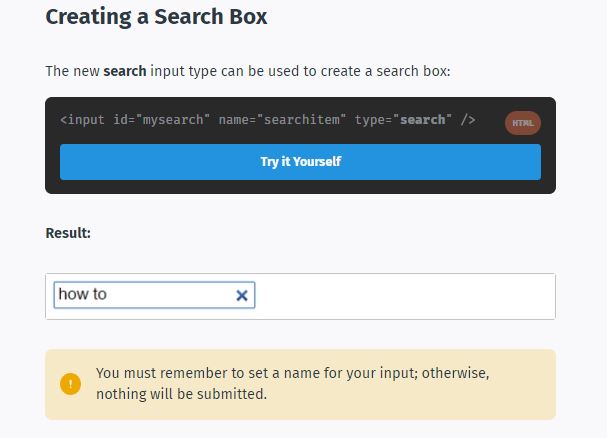 Creating a Search Box
The new search input type can be used to create a search box:
<input id="mysearch" name="searchitem" type="search" />
HTML
Try it Yourself
Result:
how to
You must remember to set a name for your input; otherwise,
nothing will be submitted.